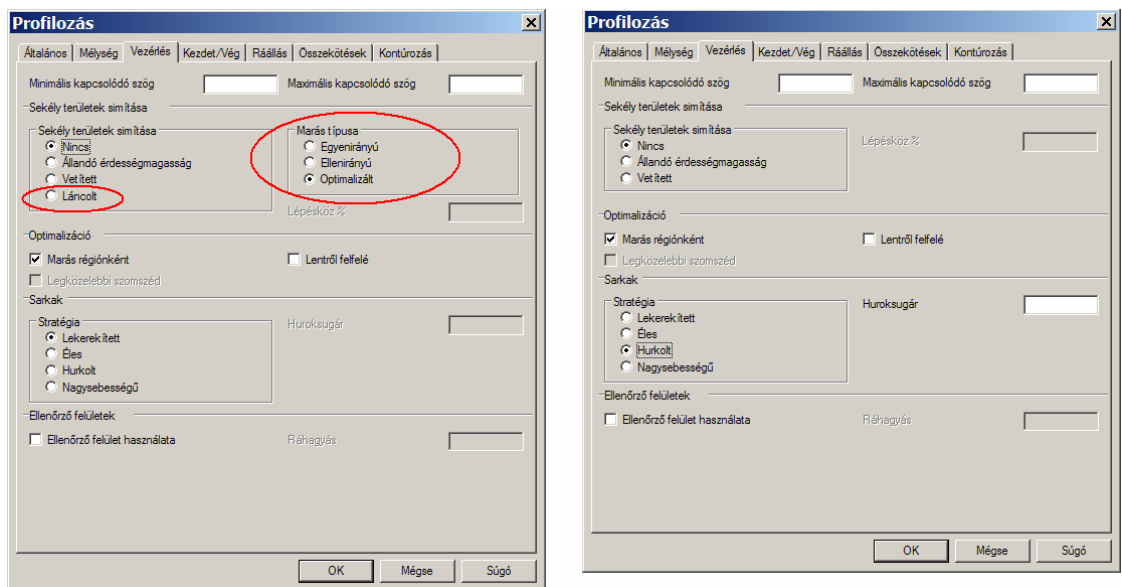 Profilozás
Általános Mélység Vezérlés Kezdet/Vég Ráállás Összekötések Kontúrozás
Minimális kapcsolódó szög Maximális kapcsolódó szög
Sekély területek simítása
Sekély területek simítása Marás típusa
Nincs Egyenirányú
Állandó érdességmagasság Ellenirányú
Vetített Optimalizált
Láncolt
Lépésköz %
Optimalizáció
Marás régiónként Lentről felfelé
Legközelebbi szomszéd
Sarkak
Stratégia Huroksugár
Lekerekített
Éles
Hurkolt
Nagysebességű
Ellenőrző felületek
Ellenőrző felület használata Ráhagyás
OK Mégse Súgó
Profilozás
Általános Mélység Vezérlés Kezdet/Vég Ráállás Összekötések Kontúrozás
Minimális kapcsolódó szög Maximális kapcsolódó szög
Sekély területek simítása
Sekély területek simítása Lépésköz %
Nincs
Állandó érdességmagasság
Vetített
Optimalizáció
Marás régiónként Lentről felfelé
Legközelebbi szomszéd
Sarkak
Stratégia Huroksugár
Lekerekített
Éles
Hurkolt
Nagysebességű
Ellenőrző felületek
Ellenőrző felület használata Ráhagyás
OK Mégse Súgó